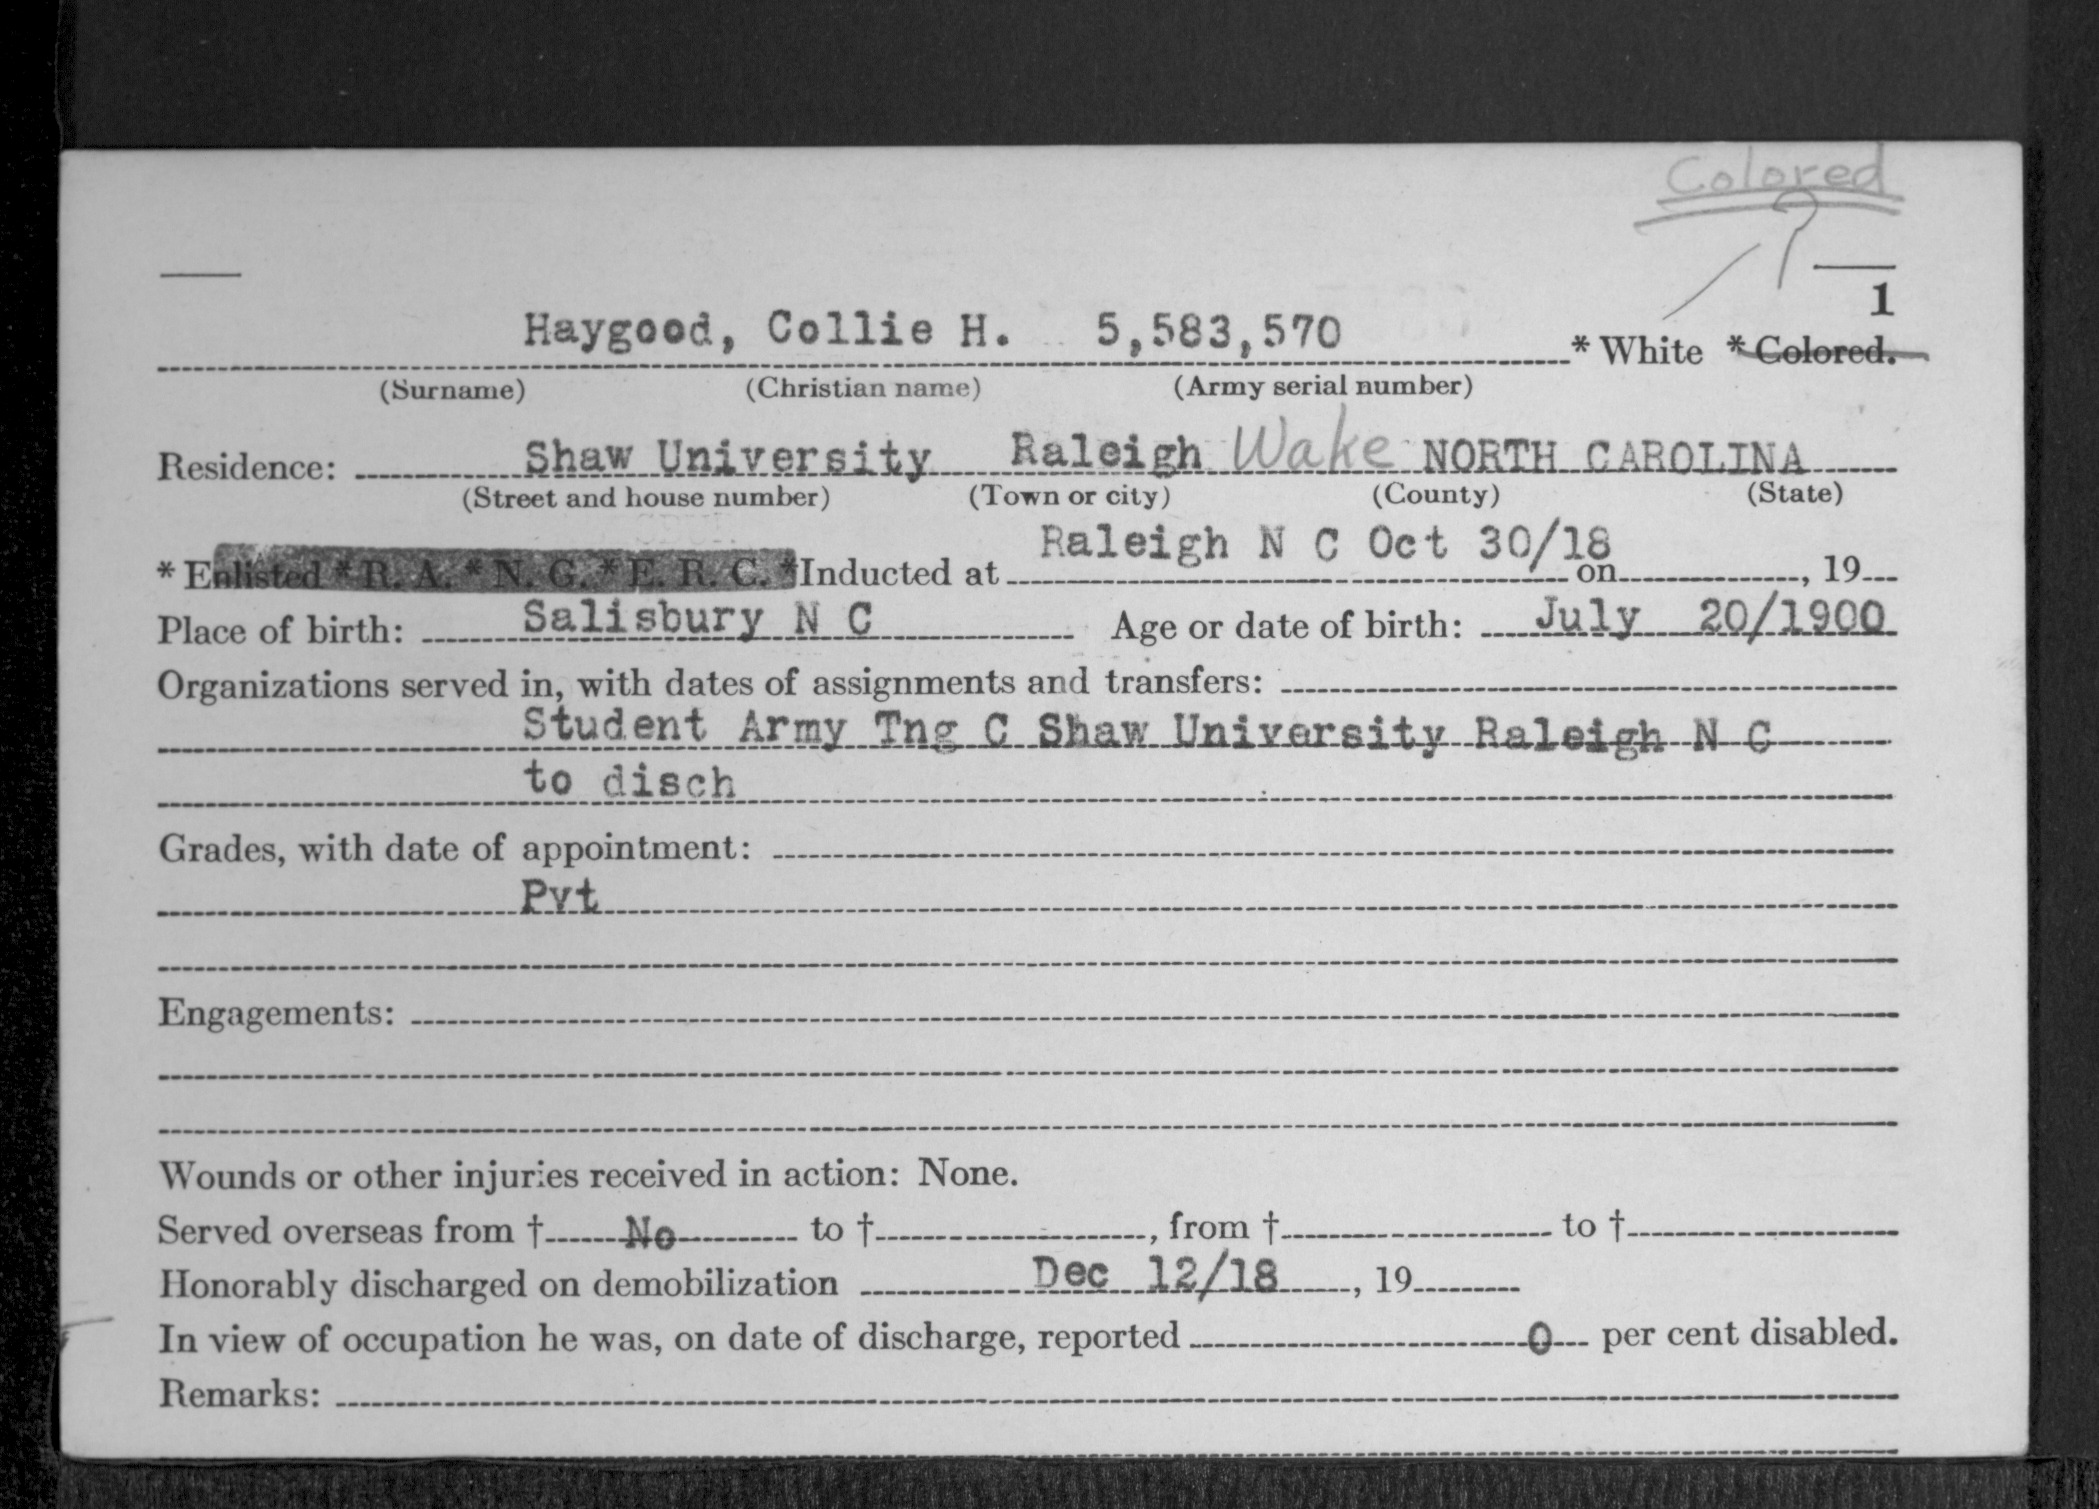 Colored
1
Haygood, Collie H. 5,583,570 * White * Colored.
(Surname) (Christian name) (Army serial number)
Residence: Shaw University Raleigh Wake NORTH CAROLINA
(Street and house number) (Town or city) (County) (State)
Raleigh N C Oct 30/18
* Enlisted * R. A. * N. G. * E. R. C. * Inducted at on , 19
Place of birth: Salisbury N C Age or date of birth: July 20/1900
Organizations served in, with dates of assignments and transfers:
Student Army Tng C Shaw University Raleigh N C
to disch
Grades, with date of appointment:
Pvt
Engagements:
Wounds or other injuries received in action: None.
Served overseas from † No to † , from † to †
Honorably discharged on demobilization Dec 12/18 , 19
In view of occupation he was, on date of discharge, reported 0 per cent disabled.
Remarks: